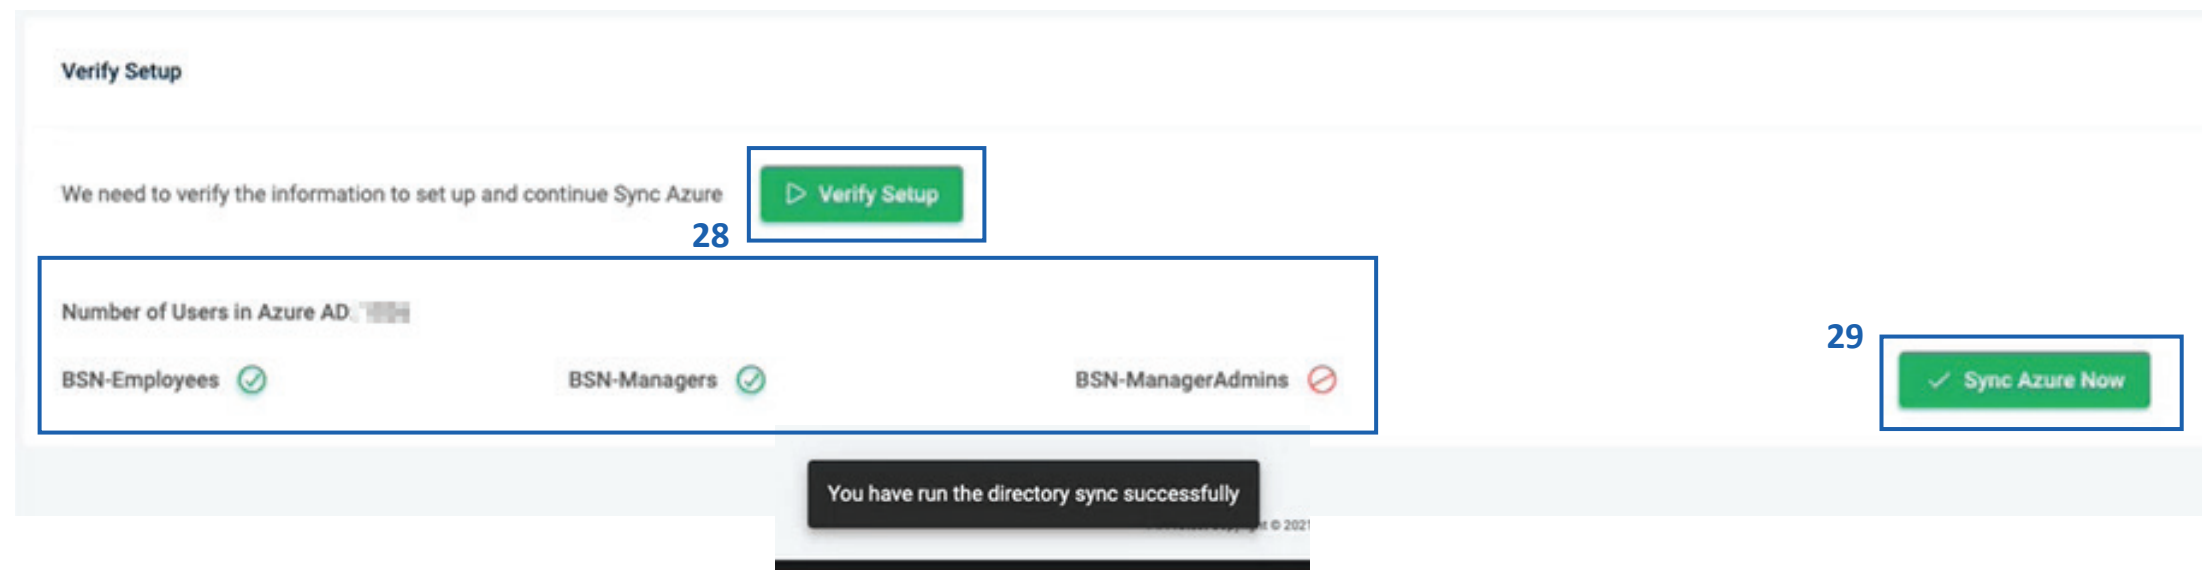 Verify Setup
We need to verify the information to set up and continue Sync Azure
Verify Setup
28
Number of Users in Azure AD
BSN-Employees
BSN-Managers
BSN-ManagerAdmins
29
Sync Azure Now
You have run the directory sync successfully
© 2021